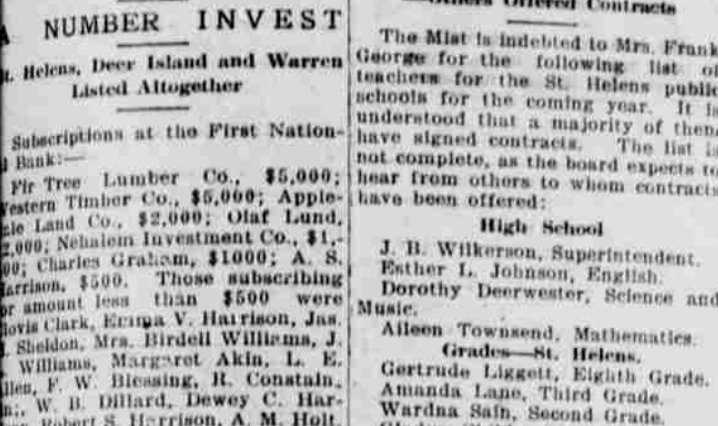 A NUMBER INVEST
St. Helens, Deer Island and Warren
Listed Altogether
Subscriptions at the First Nation-
Bank:—
Fir Tree Lumber Co., $5,000;
Western Timber Co., $5,000; Apple-
Land Co., $2,000; Olaf Lund,
,000; Nehalem Investment Co., $1,-
00; Charles Graham, $1000; A. S.
Harrison, $500. Those subscribing
or amount less than $500 were
Clovis Clark, Emma V. Harrison, Jas.
Sheldon, Mrs. Birdell Williams, J.
Williams, Margaret Akin, L. E.
Allen, F. W. Blessing, R. Constain,
W. B. Dillard, Dewey C. Har-
Robert S. Harrison, A. M. Holt,
Others Offered Contracts
The Mist is indebted to Mrs. Frank
George for the following list of
teachers for the St. Helens public
schools for the coming year. It is
understood that a majority of them
have signed contracts. The list is
not complete, as the board expects to
hear from others to whom contracts
have been offered:
High School
J. B. Wilkerson, Superintendent.
Esther L. Johnson, English.
Dorothy Deerwester, Science and
Music.
Aileen Townsend, Mathematics.
Grades—St. Helens.
Gertrude Liggett, Eighth Grade.
Amanda Lane, Third Grade.
Wardna Sain, Second Grade.